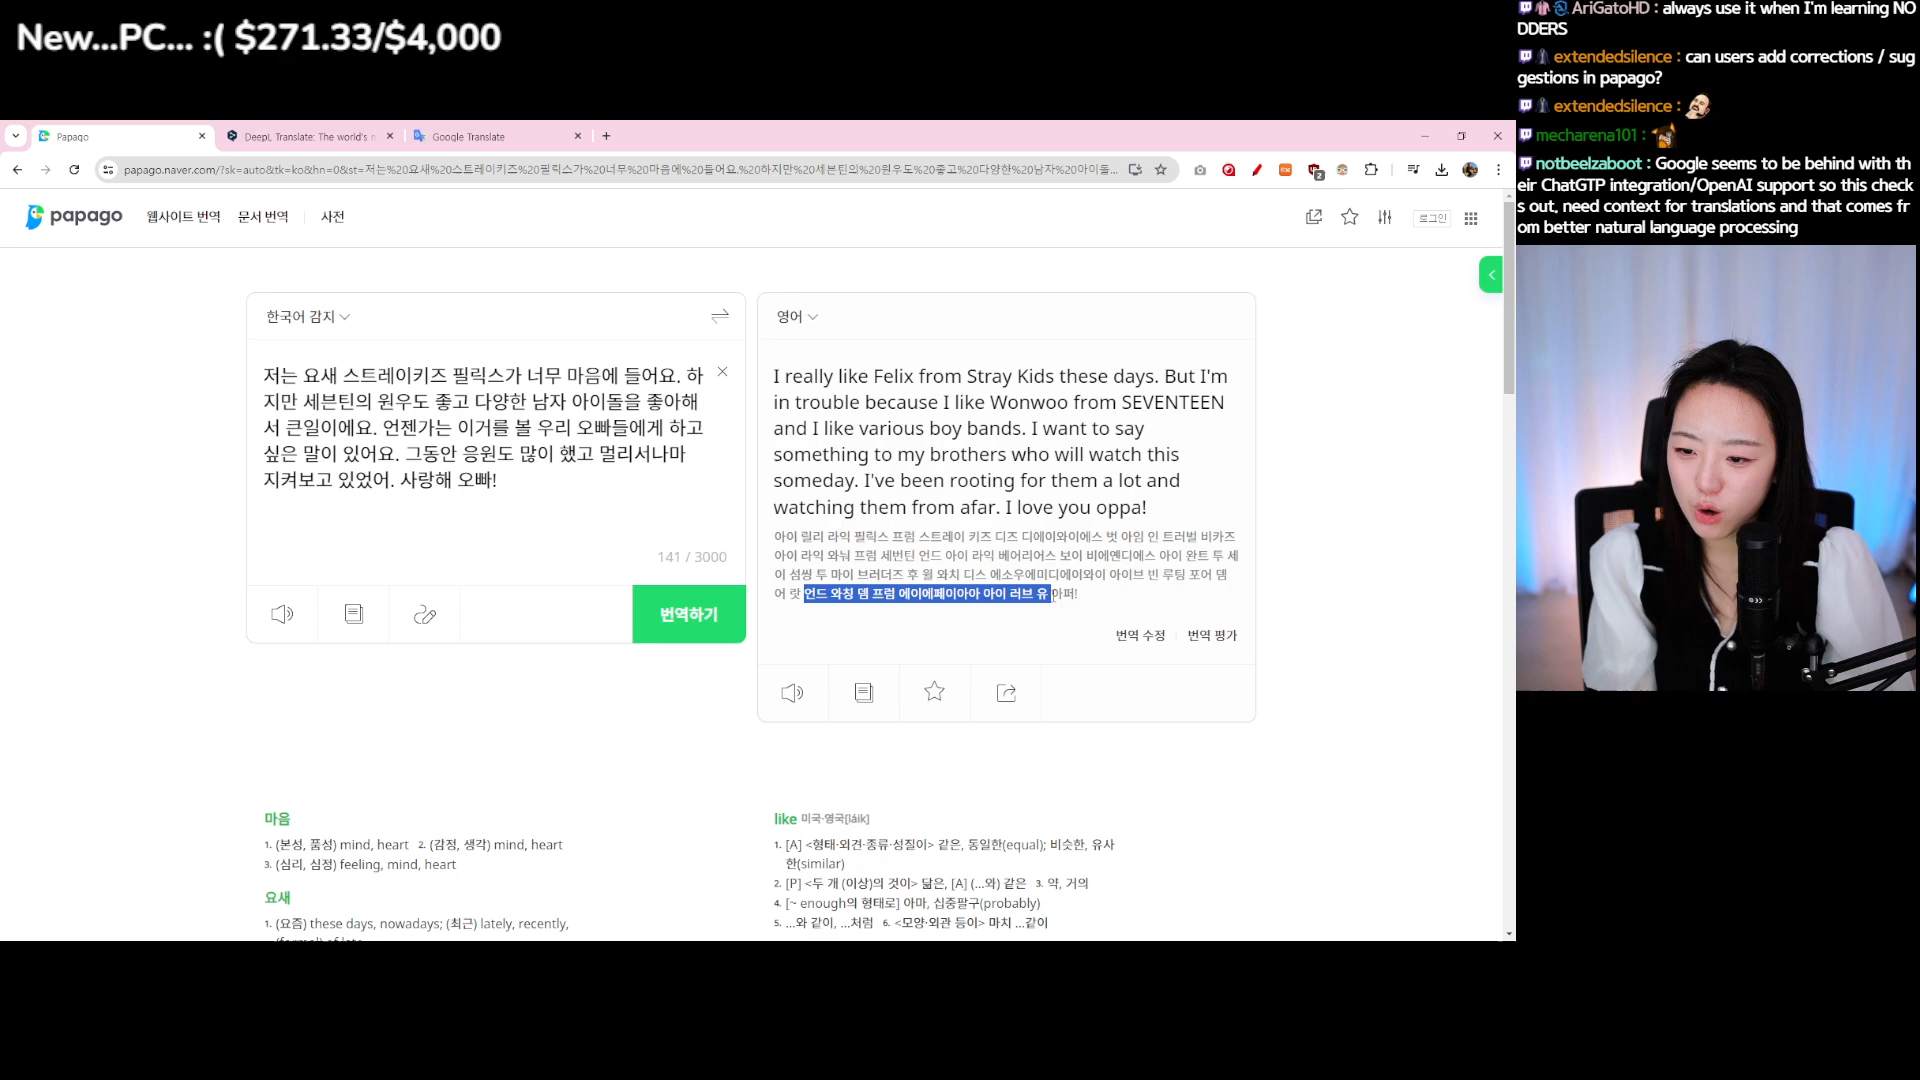 New...PC... :( $271.33/$4,000
AriGatoHD : always use it when I'm learning NO
DDERS
extendedsilence : can users add corrections / sug
gestions in papago?
extendedsilence :
mecharena101 :
notbeelzaboot : Google seems to be behind with th
eir ChatGTP integration/OpenAI support so this check
s out, need context for translations and that comes fr
om better natural language processing
Papago
DeepL Translate: The world's
Google Translate
papago.naver.com/?sk=auto&tk=ko&hn=0&st=저는%20요새%20스트레이키즈%20필릭스가%20너무%20마음에%20들어요.%20하지만%20세븐틴의%20원우도%20좋고%20다양한%20남자%20아이돌...
papago 웹사이트 번역 문서 번역 사전
로그인
한국어 감지
저는 요새 스트레이키즈 필릭스가 너무 마음에 들어요. 하
지만 세븐틴의 원우도 좋고 다양한 남자 아이돌을 좋아해
서 큰일이에요. 언젠가는 이거를 볼 우리 오빠들에게 하고
싶은 말이 있어요. 그동안 응원도 많이 했고 멀리서나마
지켜보고 있었어. 사랑해 오빠!
141 / 3000
번역하기
영어
I really like Felix from Stray Kids these days. But I'm
in trouble because I like Wonwoo from SEVENTEEN
and I like various boy bands. I want to say
something to my brothers who will watch this
someday. I've been rooting for them a lot and
watching them from afar. I love you oppa!
아이 릴리 라익 필릭스 프럼 스트레이 키즈 디즈 디에이와이에스 벗 아임 인 트러벌 비카즈
아이 라익 와눠 프럼 세번틴 언드 아이 라익 베어리어스 보이 비에엔디에스 아이 완트 투 세
이 섬씽 투 마이 브러더즈 후 윌 와치 디스 에소우에미디에이와이 아이브 빈 루팅 포어 뎀
어 랏 언드 와칭 뎀 프럼 에이에페이아아 아이 러브 유 아퍼!
번역 수정 번역 평가
마음
1. (본성, 품성) mind, heart 2. (감정, 생각) mind, heart
3. (심리, 심정) feeling, mind, heart
요새
1. (요즘) these days, nowadays; (최근) lately, recently,
like 미국·영국[láik]
1. [A] <형태·외견·종류·성질이> 같은, 동일한(equal); 비슷한, 유사
한(similar)
2. [P] <두 개 (이상)의 것이> 닮은, [A] (...와) 같은 3. 약, 거의
4. [~ enough의 형태로] 아마, 십중팔구(probably)
5. ...와 같이, ...처럼 6. <모양·외관 등이> 마치 ...같이